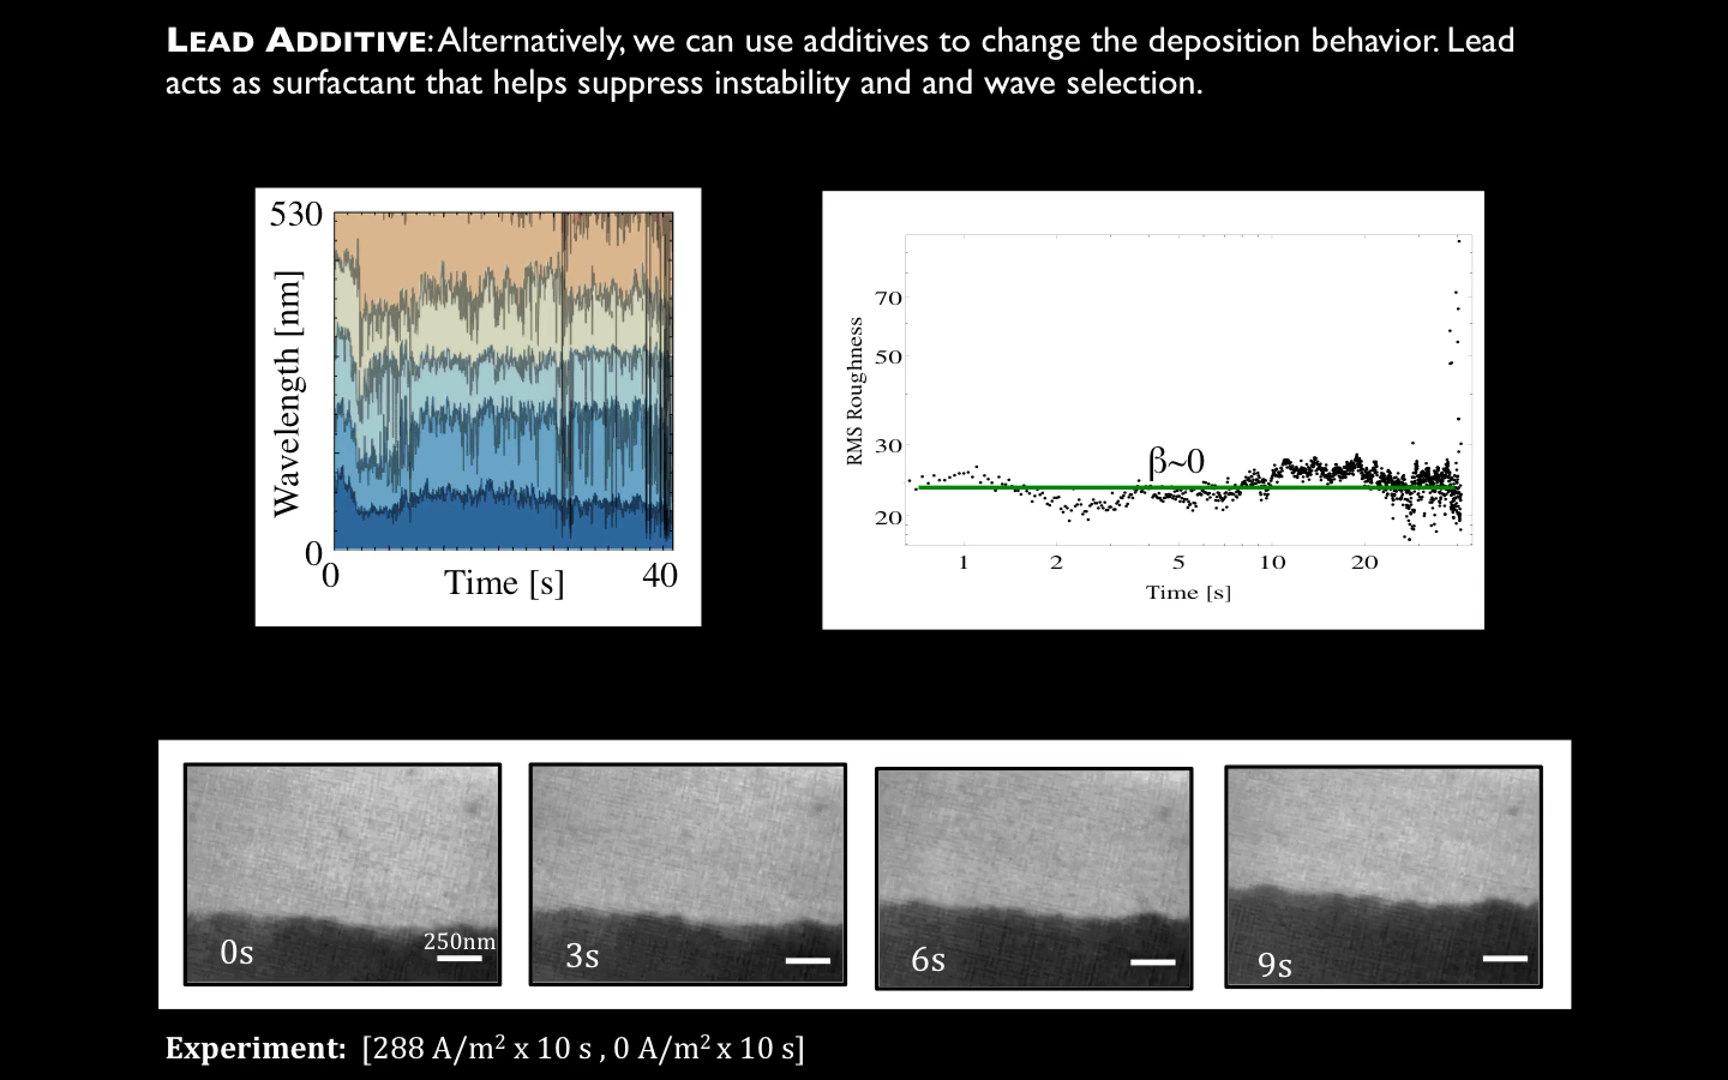 LEAD ADDITIVE: Alternatively, we can use additives to change the deposition behavior. Lead
acts as surfactant that helps suppress instability and and wave selection.
530
Wavelength [nm]
0
0
Time [s]
40
RMS Roughness
70
50
30
20
β~0
1 2 5 10 20
Time [s]
0s
250nm
3s
6s
9s
Experiment: [288 A/m² x 10 s , 0 A/m² x 10 s]